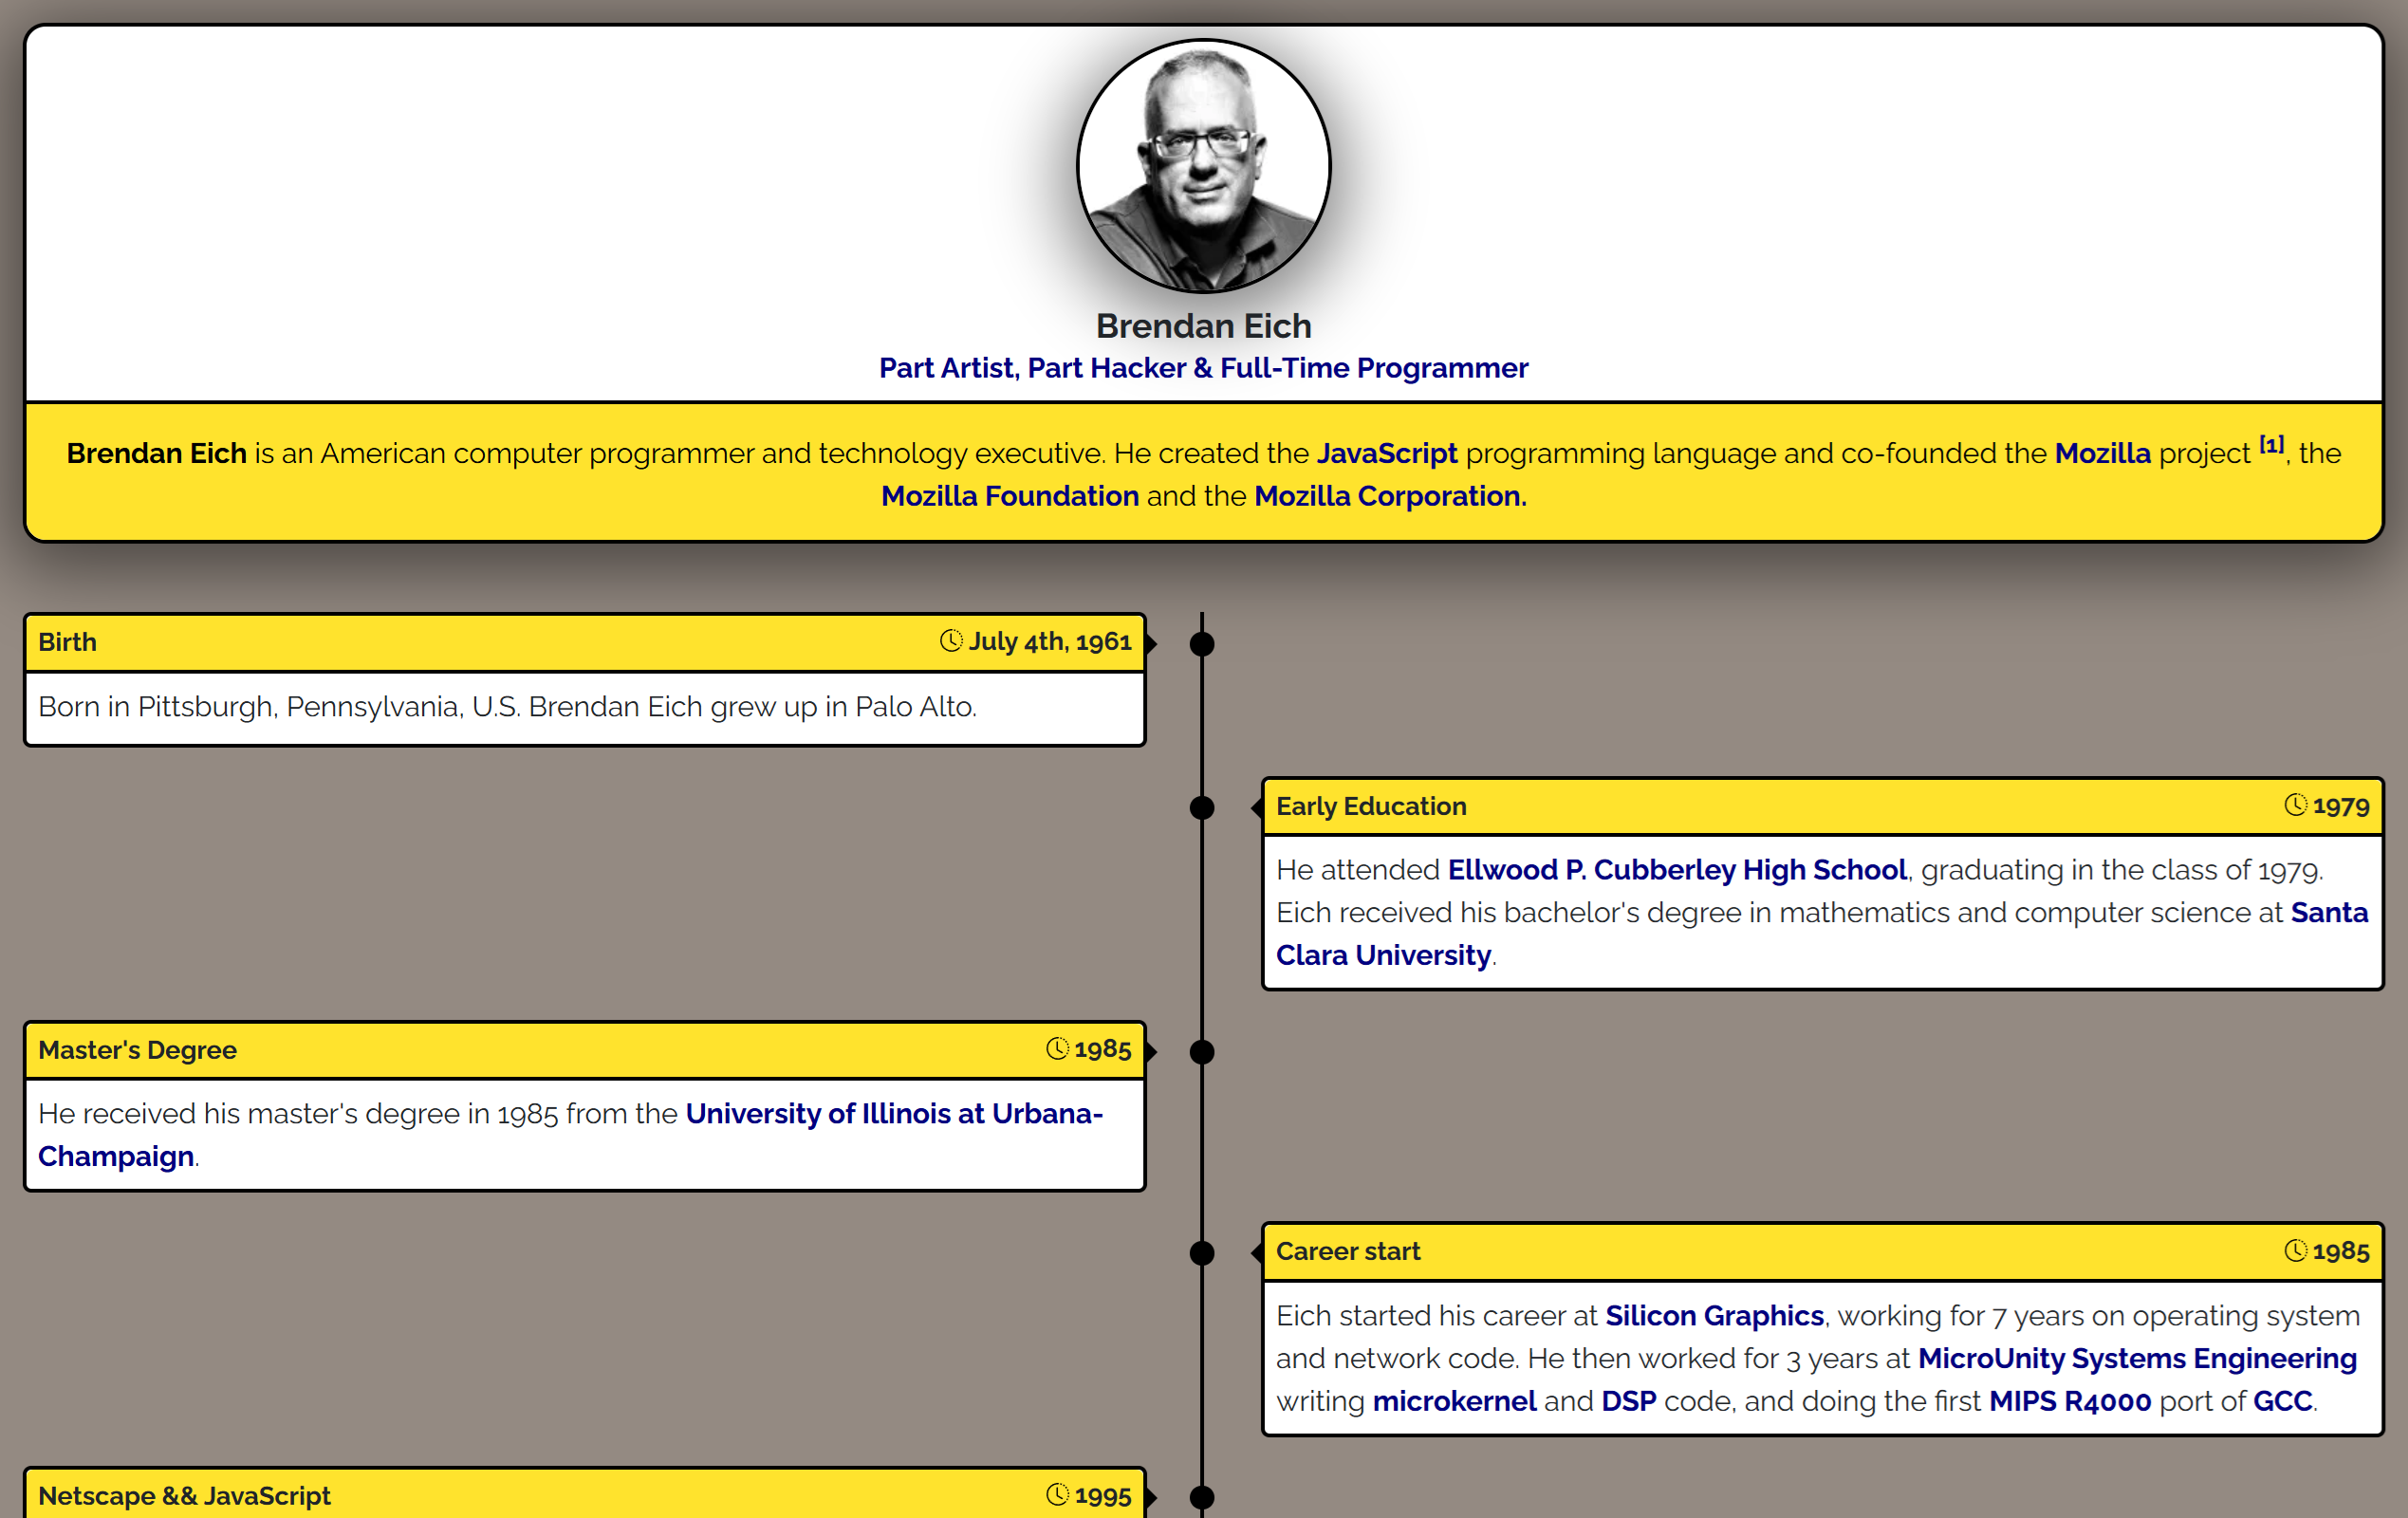 Brendan Eich
Part Artist, Part Hacker & Full-Time Programmer
Brendan Eich is an American computer programmer and technology executive. He created the JavaScript programming language and co-founded the Mozilla project [1], the
Mozilla Foundation and the Mozilla Corporation.
Birth July 4th, 1961
Born in Pittsburgh, Pennsylvania, U.S. Brendan Eich grew up in Palo Alto.
Early Education 1979
He attended Ellwood P. Cubberley High School, graduating in the class of 1979.
Eich received his bachelor's degree in mathematics and computer science at Santa
Clara University.
Master's Degree 1985
He received his master's degree in 1985 from the University of Illinois at Urbana-
Champaign.
Career start 1985
Eich started his career at Silicon Graphics, working for 7 years on operating system
and network code. He then worked for 3 years at MicroUnity Systems Engineering
writing microkernel and DSP code, and doing the first MIPS R4000 port of GCC.
Netscape && JavaScript 1995